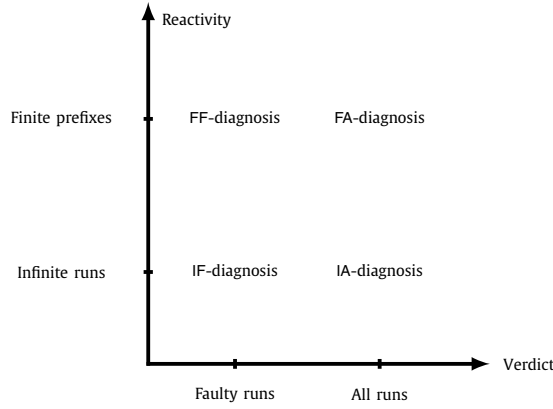 Reactivity
Finite prefixes FF-diagnosis FA-diagnosis
Infinite runs IF-diagnosis IA-diagnosis
Verdict
Faulty runs All runs